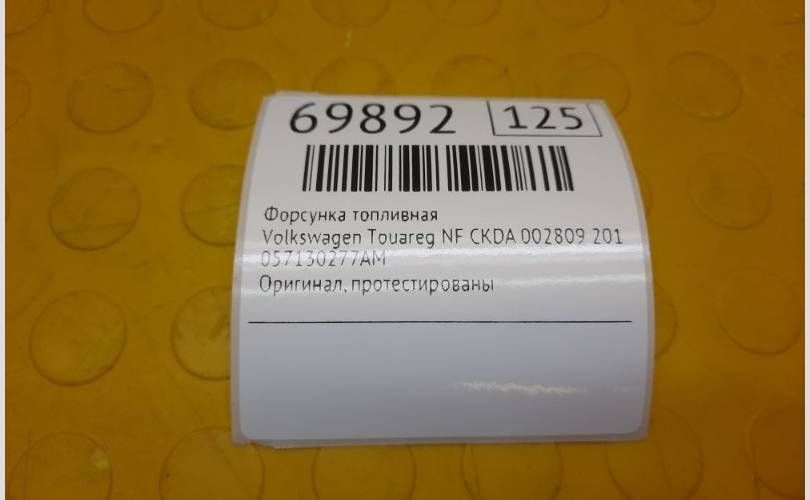 69892 125
Форсунка топливная
Volkswagen Touareg NF CKDA 002809 201
057130277AM
Оригинал, протестированы